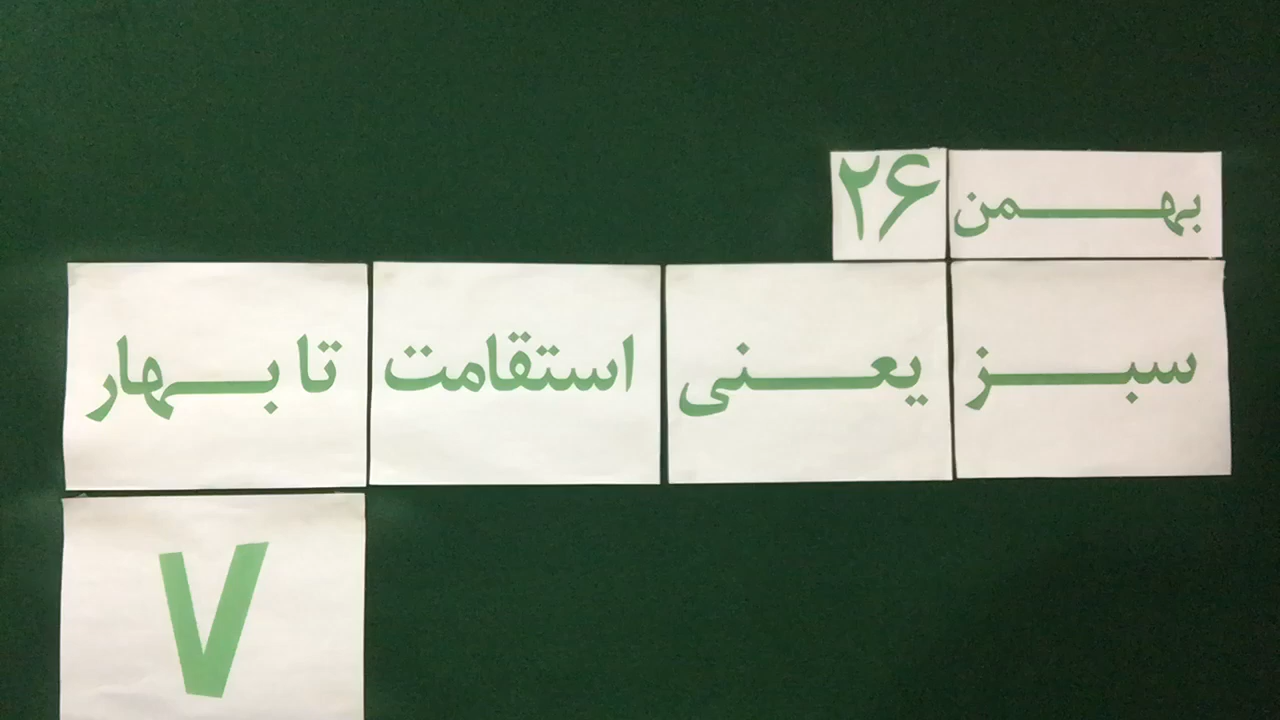 بهمن ۲۶
سبز یعنی استقامت تا بهار
۷